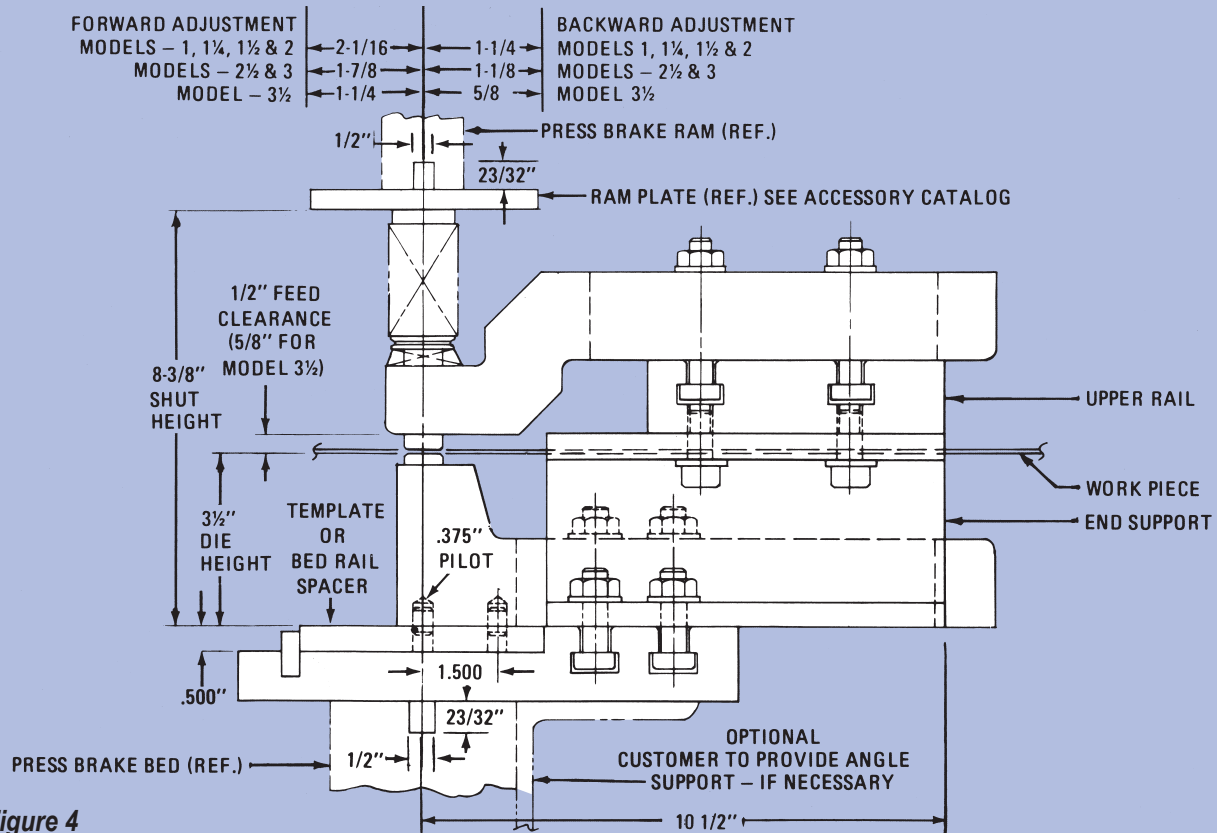 FORWARD ADJUSTMENT
MODELS – 1, 1¼, 1½ & 2
MODELS – 2½ & 3
MODEL – 3½
2-1/16
1-7/8
1-1/4
1-1/4
1-1/8
5/8
BACKWARD ADJUSTMENT
MODELS 1, 1¼, 1½ & 2
MODELS – 2½ & 3
MODEL 3½
1/2"
PRESS BRAKE RAM (REF.)
23/32"
RAM PLATE (REF.) SEE ACCESSORY CATALOG
1/2" FEED
CLEARANCE
(5/8" FOR
MODEL 3½)
8-3/8"
SHUT
HEIGHT
UPPER RAIL
WORK PIECE
END SUPPORT
3½"
DIE
HEIGHT
TEMPLATE
OR
BED RAIL
SPACER
.375"
PILOT
1.500
.500"
23/32"
1/2"
PRESS BRAKE BED (REF.)
OPTIONAL
CUSTOMER TO PROVIDE ANGLE
SUPPORT – IF NECESSARY
10 1/2"
igure 4